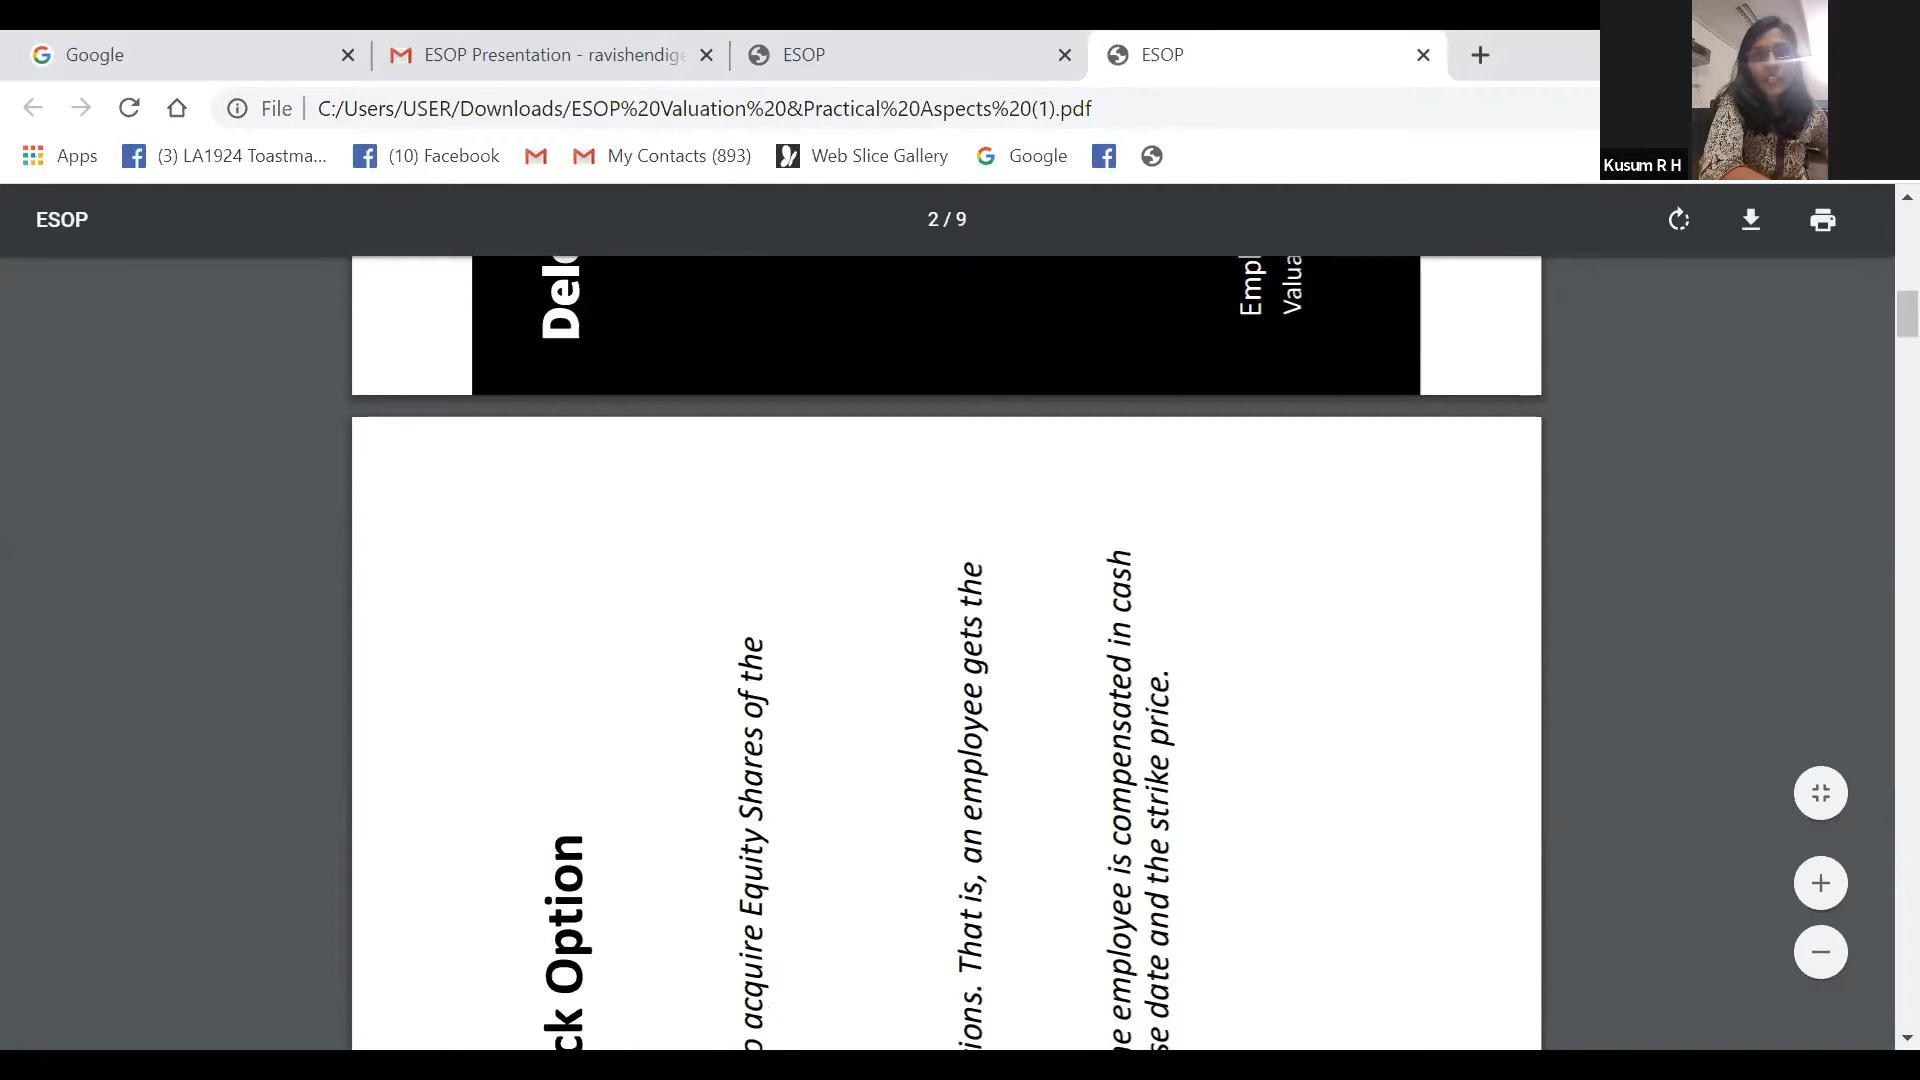 Google
ESOP Presentation - ravishendige
ESOP
ESOP
File
C:/Users/USER/Downloads/ESOP%20Valuation%20&Practical%20Aspects%20(1).pdf
Apps
(3) LA1924 Toastma...
(10) Facebook
My Contacts (893)
Web Slice Gallery
Google
Kusum R H
ESOP
2 / 9
Empl
Valua
ck Option
o acquire Equity Shares of the
ions. That is, an employee gets the
he employee is compensated in cash
se date and the strike price.